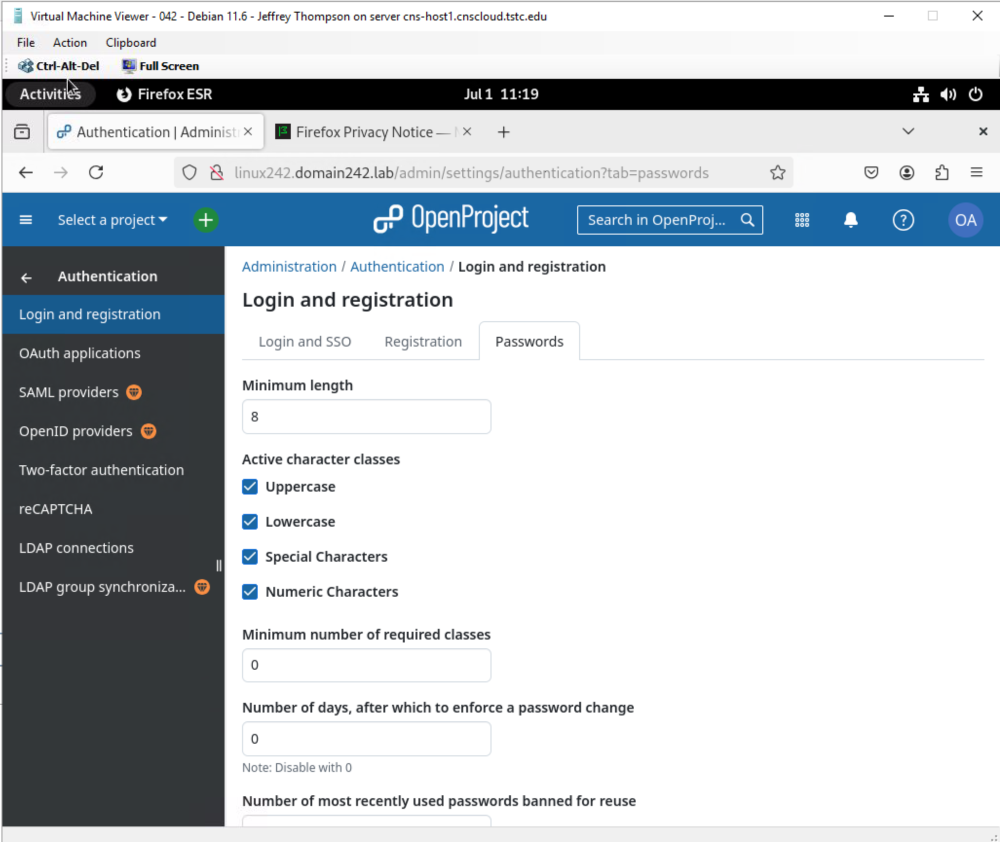 Virtual Machine Viewer - 042 - Debian 11.6 - Jeffrey Thompson on server cns-host1.cnscloud.tstc.edu
File Action Clipboard
Ctrl-Alt-Del Full Screen
Activities Firefox ESR Jul 1 11:19
Authentication | Administr Firefox Privacy Notice —
linux242.domain242.lab/admin/settings/authentication?tab=passwords
Select a project OpenProject Search in OpenProj... OA
Authentication
Login and registration
OAuth applications
SAML providers
OpenID providers
Two-factor authentication
reCAPTCHA
LDAP connections
LDAP group synchroniza...
Administration / Authentication / Login and registration
Login and registration
Login and SSO Registration Passwords
Minimum length
8
Active character classes
Uppercase
Lowercase
Special Characters
Numeric Characters
Minimum number of required classes
0
Number of days, after which to enforce a password change
0
Note: Disable with 0
Number of most recently used passwords banned for reuse